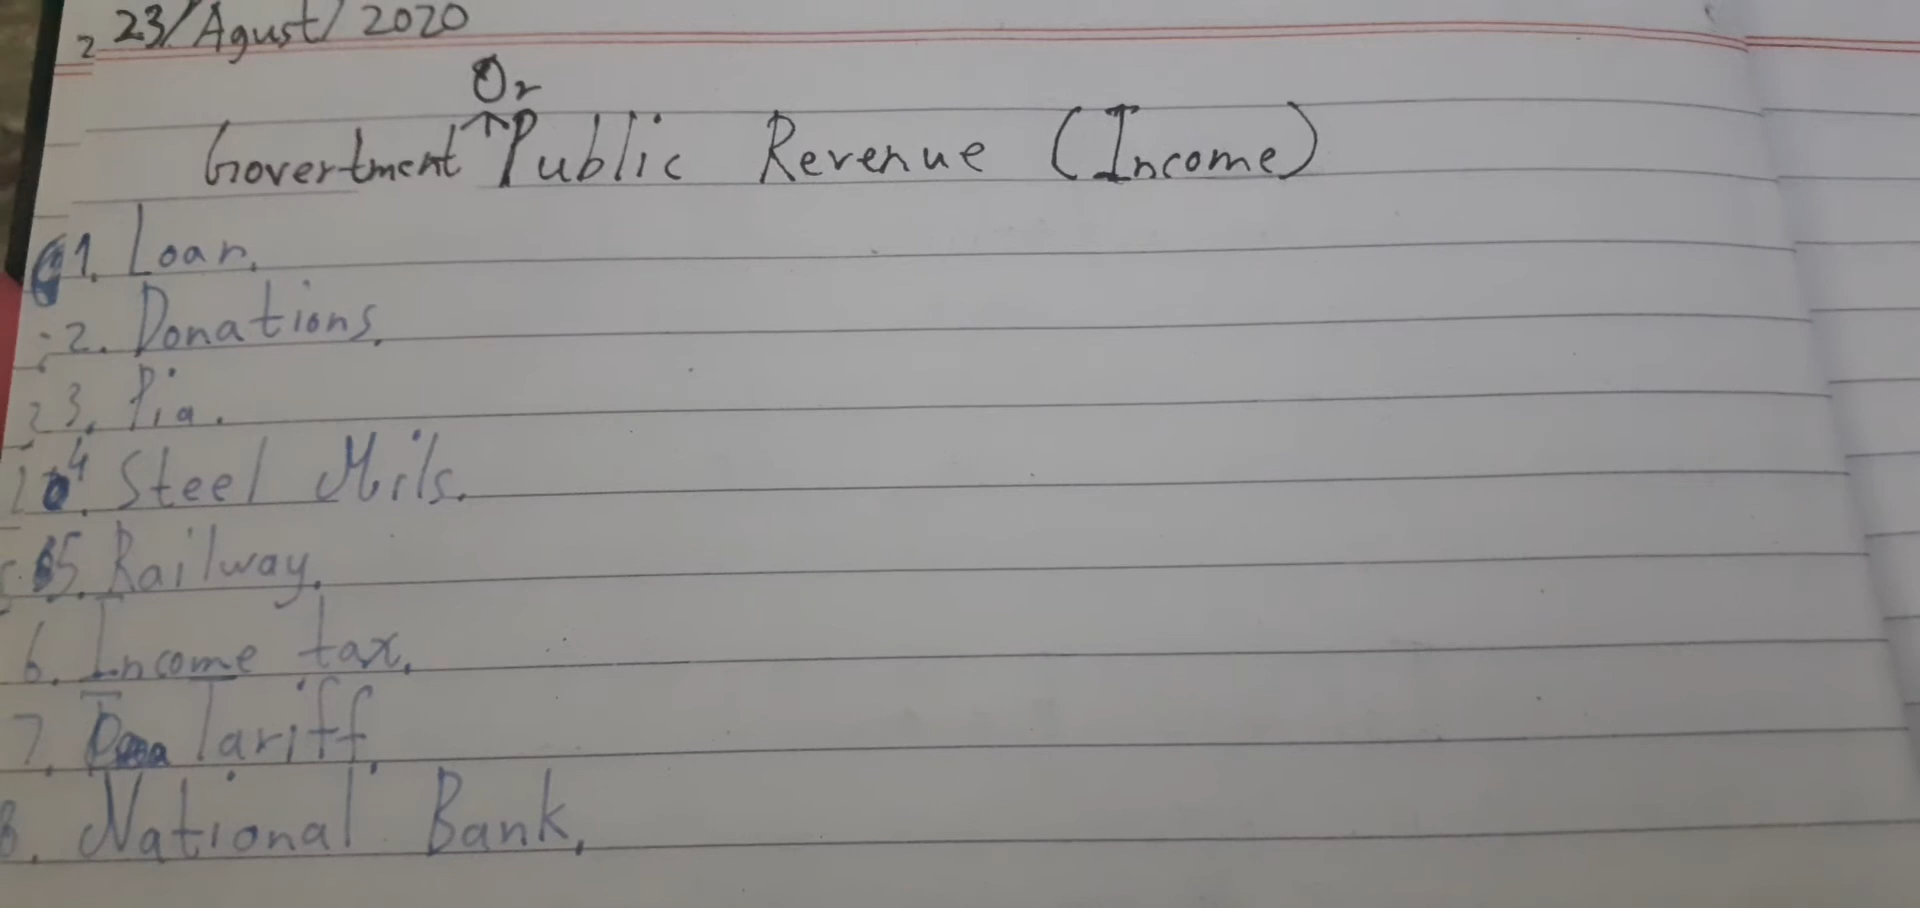 23/Agust/2020
Or
Govertment Public Revenue (Income)
1. Loan.
2. Donations.
3. Pia.
4. Steel Mils.
5. Railway.
6. Income tax.
7. Tariff.
8. National Bank.